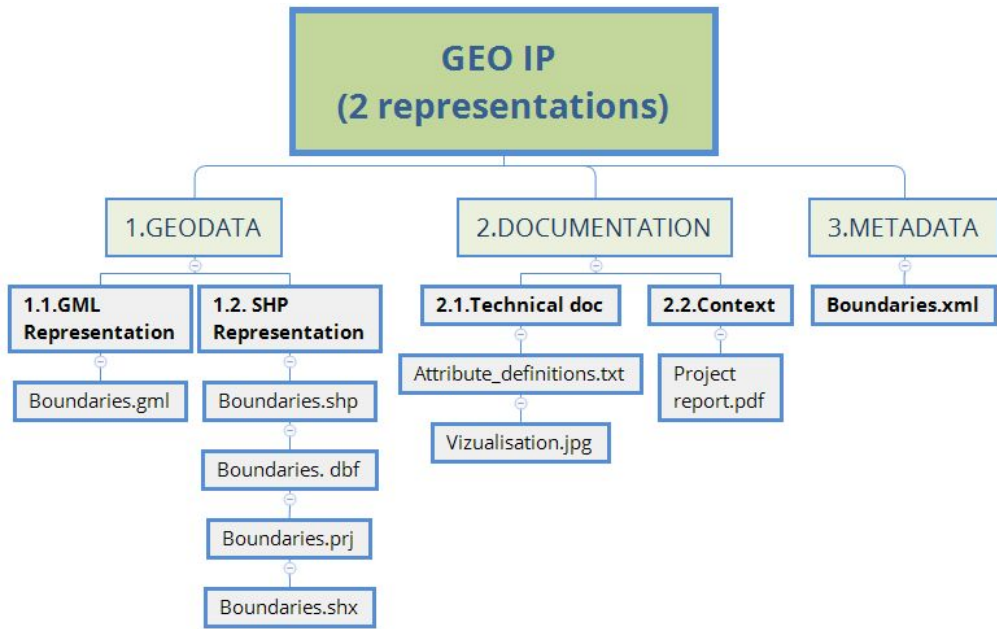 GEO IP
(2 representations)
1.GEODATA
2.DOCUMENTATION
3.METADATA
1.1.GML
Representation
1.2. SHP
Representation
2.1.Technical doc
2.2.Context
Boundaries.xml
Boundaries.gml
Boundaries.shp
Attribute_definitions.txt
Project
report.pdf
Boundaries. dbf
Vizualisation.jpg
Boundaries.prj
Boundaries.shx